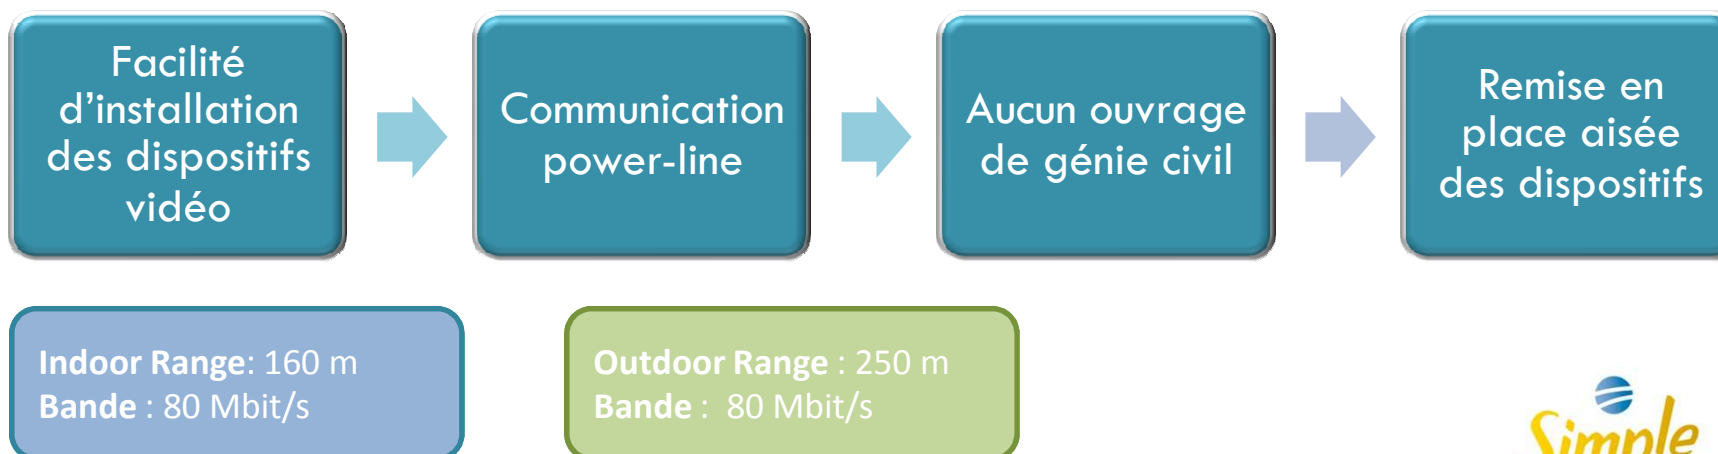 Facilité
d’installation
des dispositifs
vidéo
Communication
power-line
Aucun ouvrage
de génie civil
Remise en
place aisée
des dispositifs
Indoor Range: 160 m
Bande : 80 Mbit/s
Outdoor Range : 250 m
Bande :  80 Mbit/s
Simple